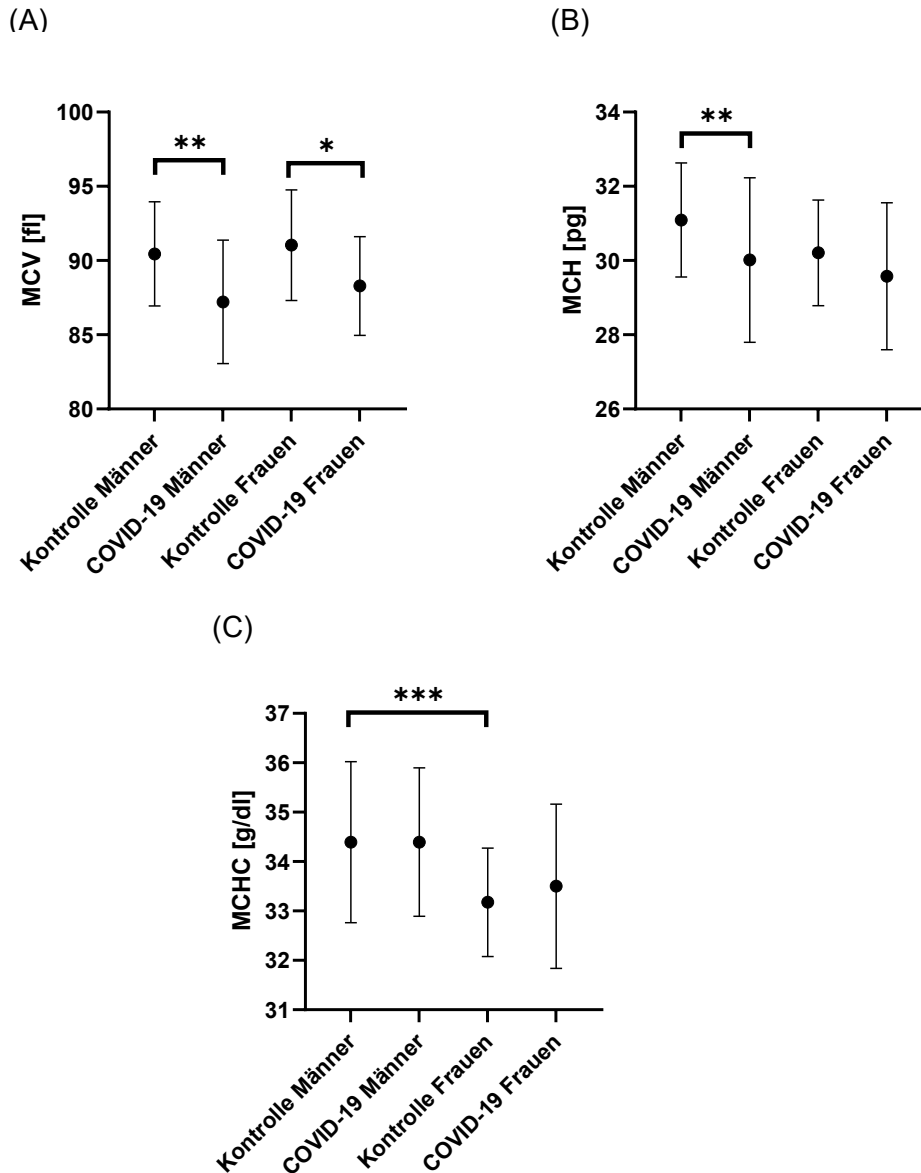 (A)
MCV [fl]
100
95
90
85
80
**
*
Kontrolle Männer
COVID-19 Männer
Kontrolle Frauen
COVID-19 Frauen
(B)
MCH [pg]
34
32
30
28
26
**
Kontrolle Männer
COVID-19 Männer
Kontrolle Frauen
COVID-19 Frauen
(C)
MCHC [g/dl]
37
36
35
34
33
32
31
***
Kontrolle Männer
COVID-19 Männer
Kontrolle Frauen
COVID-19 Frauen